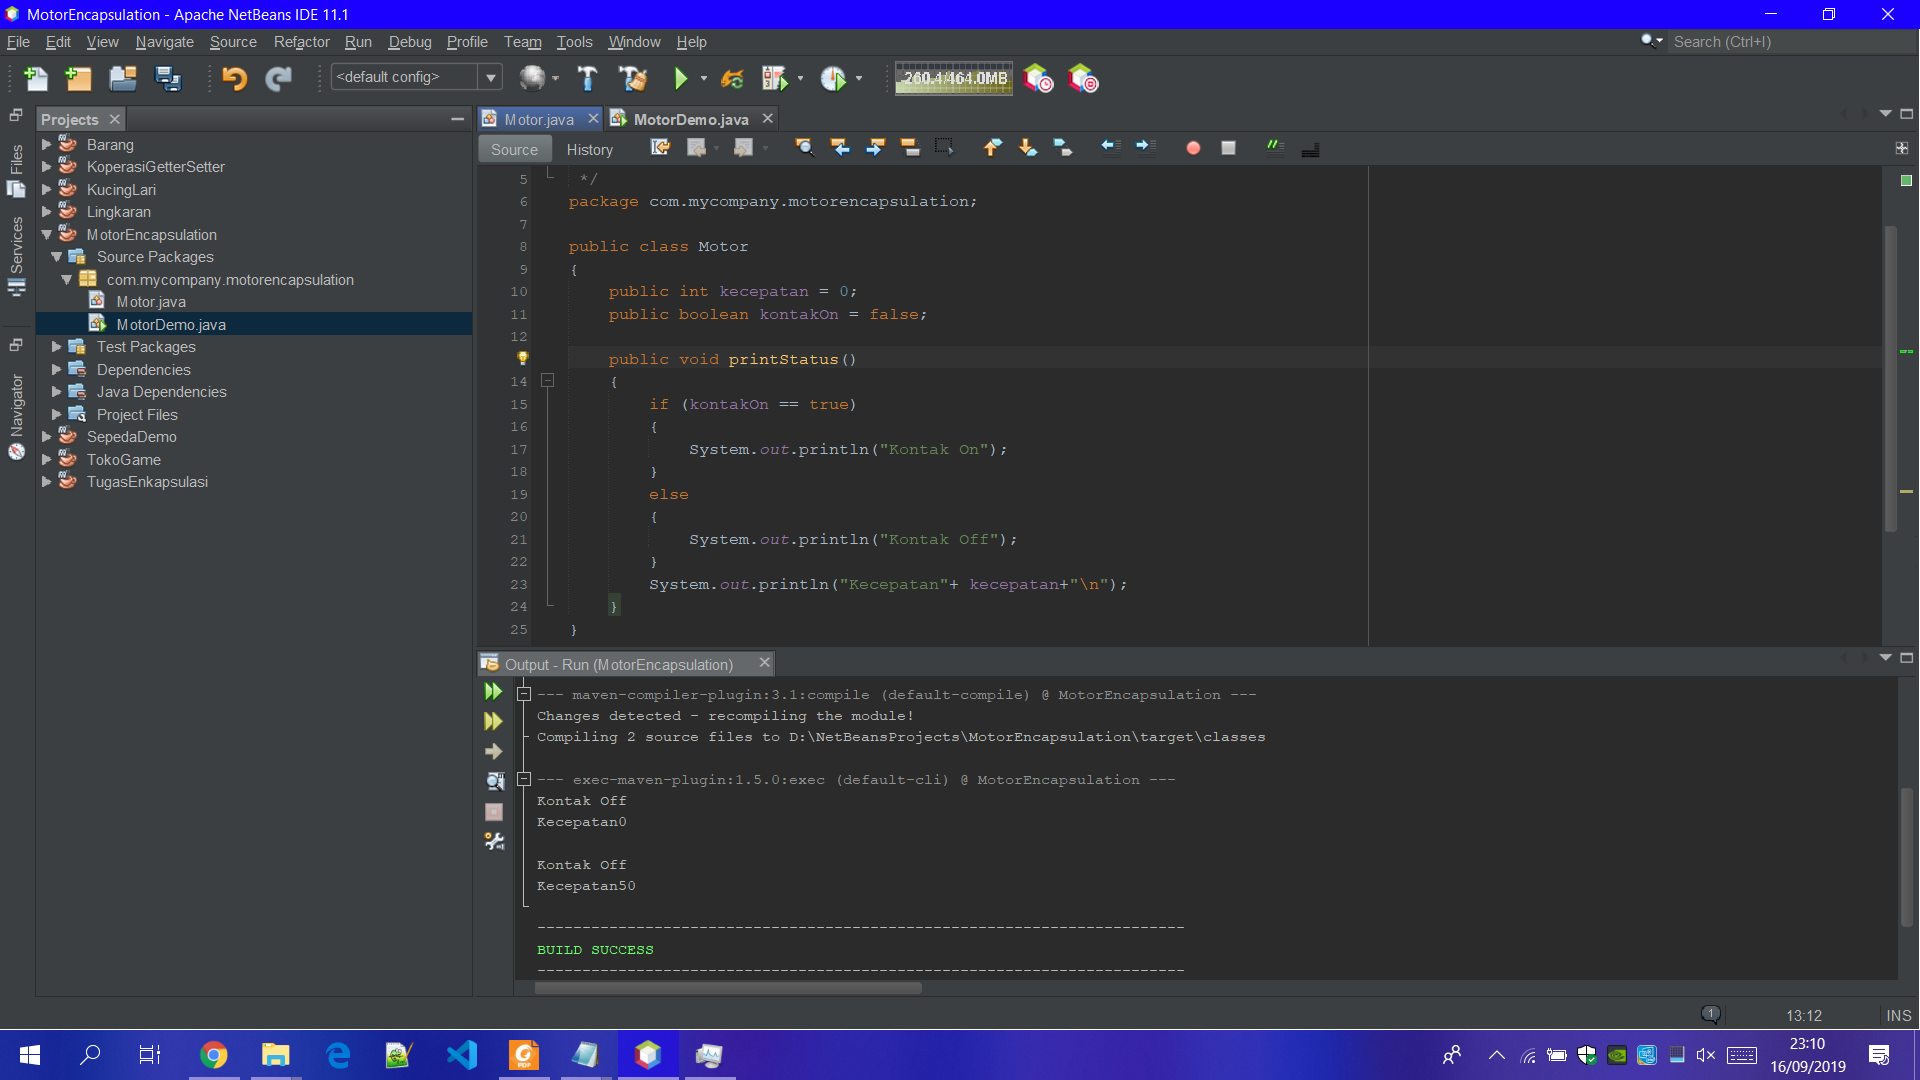 MotorEncapsulation - Apache NetBeans IDE 11.1
File Edit View Navigate Source Refactor Run Debug Profile Team Tools Window Help
Search (Ctrl+I)
<default config>
260.4/464.0MB
Projects
Files
Services
Navigator
Barang
KoperasiGetterSetter
KucingLari
Lingkaran
MotorEncapsulation
Source Packages
com.mycompany.motorencapsulation
Motor.java
MotorDemo.java
Test Packages
Dependencies
Java Dependencies
Project Files
SepedaDemo
TokoGame
TugasEnkapsulasi
Motor.java MotorDemo.java
Source History
5 */
6 package com.mycompany.motorencapsulation;
7
8 public class Motor
9 {
10 public int kecepatan = 0;
11 public boolean kontakOn = false;
12
public void printStatus()
14 {
15 if (kontakOn == true)
16 {
17 System.out.println("Kontak On");
18 }
19 else
20 {
21 System.out.println("Kontak Off");
22 }
23 System.out.println("Kecepatan"+ kecepatan+"\n");
24 }
25 }
Output - Run (MotorEncapsulation)
--- maven-compiler-plugin:3.1:compile (default-compile) @ MotorEncapsulation ---
Changes detected - recompiling the module!
Compiling 2 source files to D:\NetBeansProjects\MotorEncapsulation\target\classes
--- exec-maven-plugin:1.5.0:exec (default-cli) @ MotorEncapsulation ---
Kontak Off
Kecepatan0
Kontak Off
Kecepatan50
------------------------------------------------------------------------
BUILD SUCCESS
------------------------------------------------------------------------
1
13:12 INS
23:10
16/09/2019